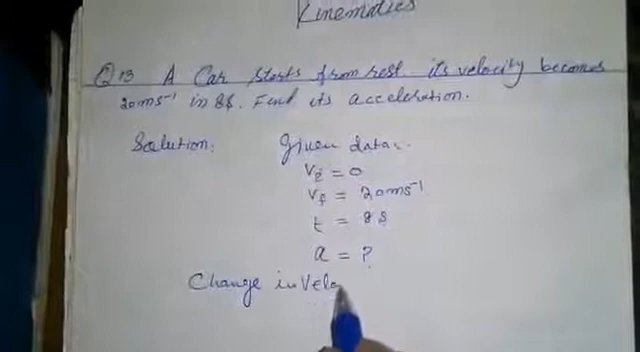 Kinematics
Q13 A Car starts from rest. its velocity becomes
20ms⁻¹ in 8s. Find its acceleration.
Solution: Given data:
Vi = 0
Vf = 20ms⁻¹
t = 8s
a = ?
Change in Velo